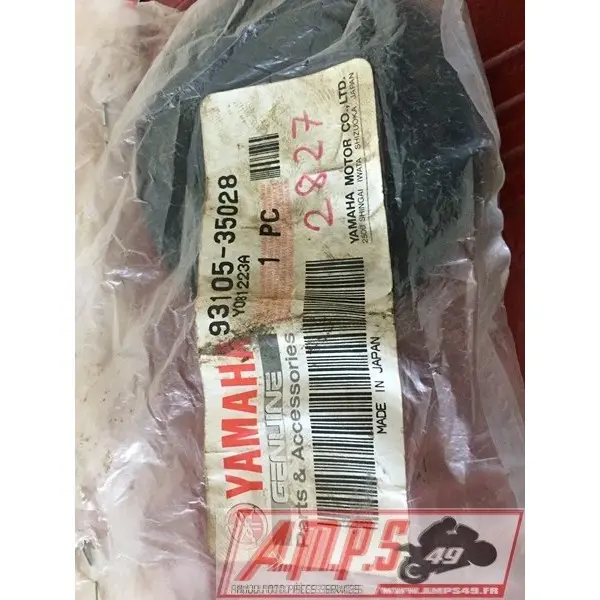 YAMAHA
GENUINE
Parts & Accessories
93105-35028
Y081223A
1 PC
2827
MADE IN JAPAN
YAMAHA MOTOR CO., LTD.
2500 SHINGAI IWATA SHIZUOKA JAPAN
A.M.P.S 49
WWW.AMPS49.FR